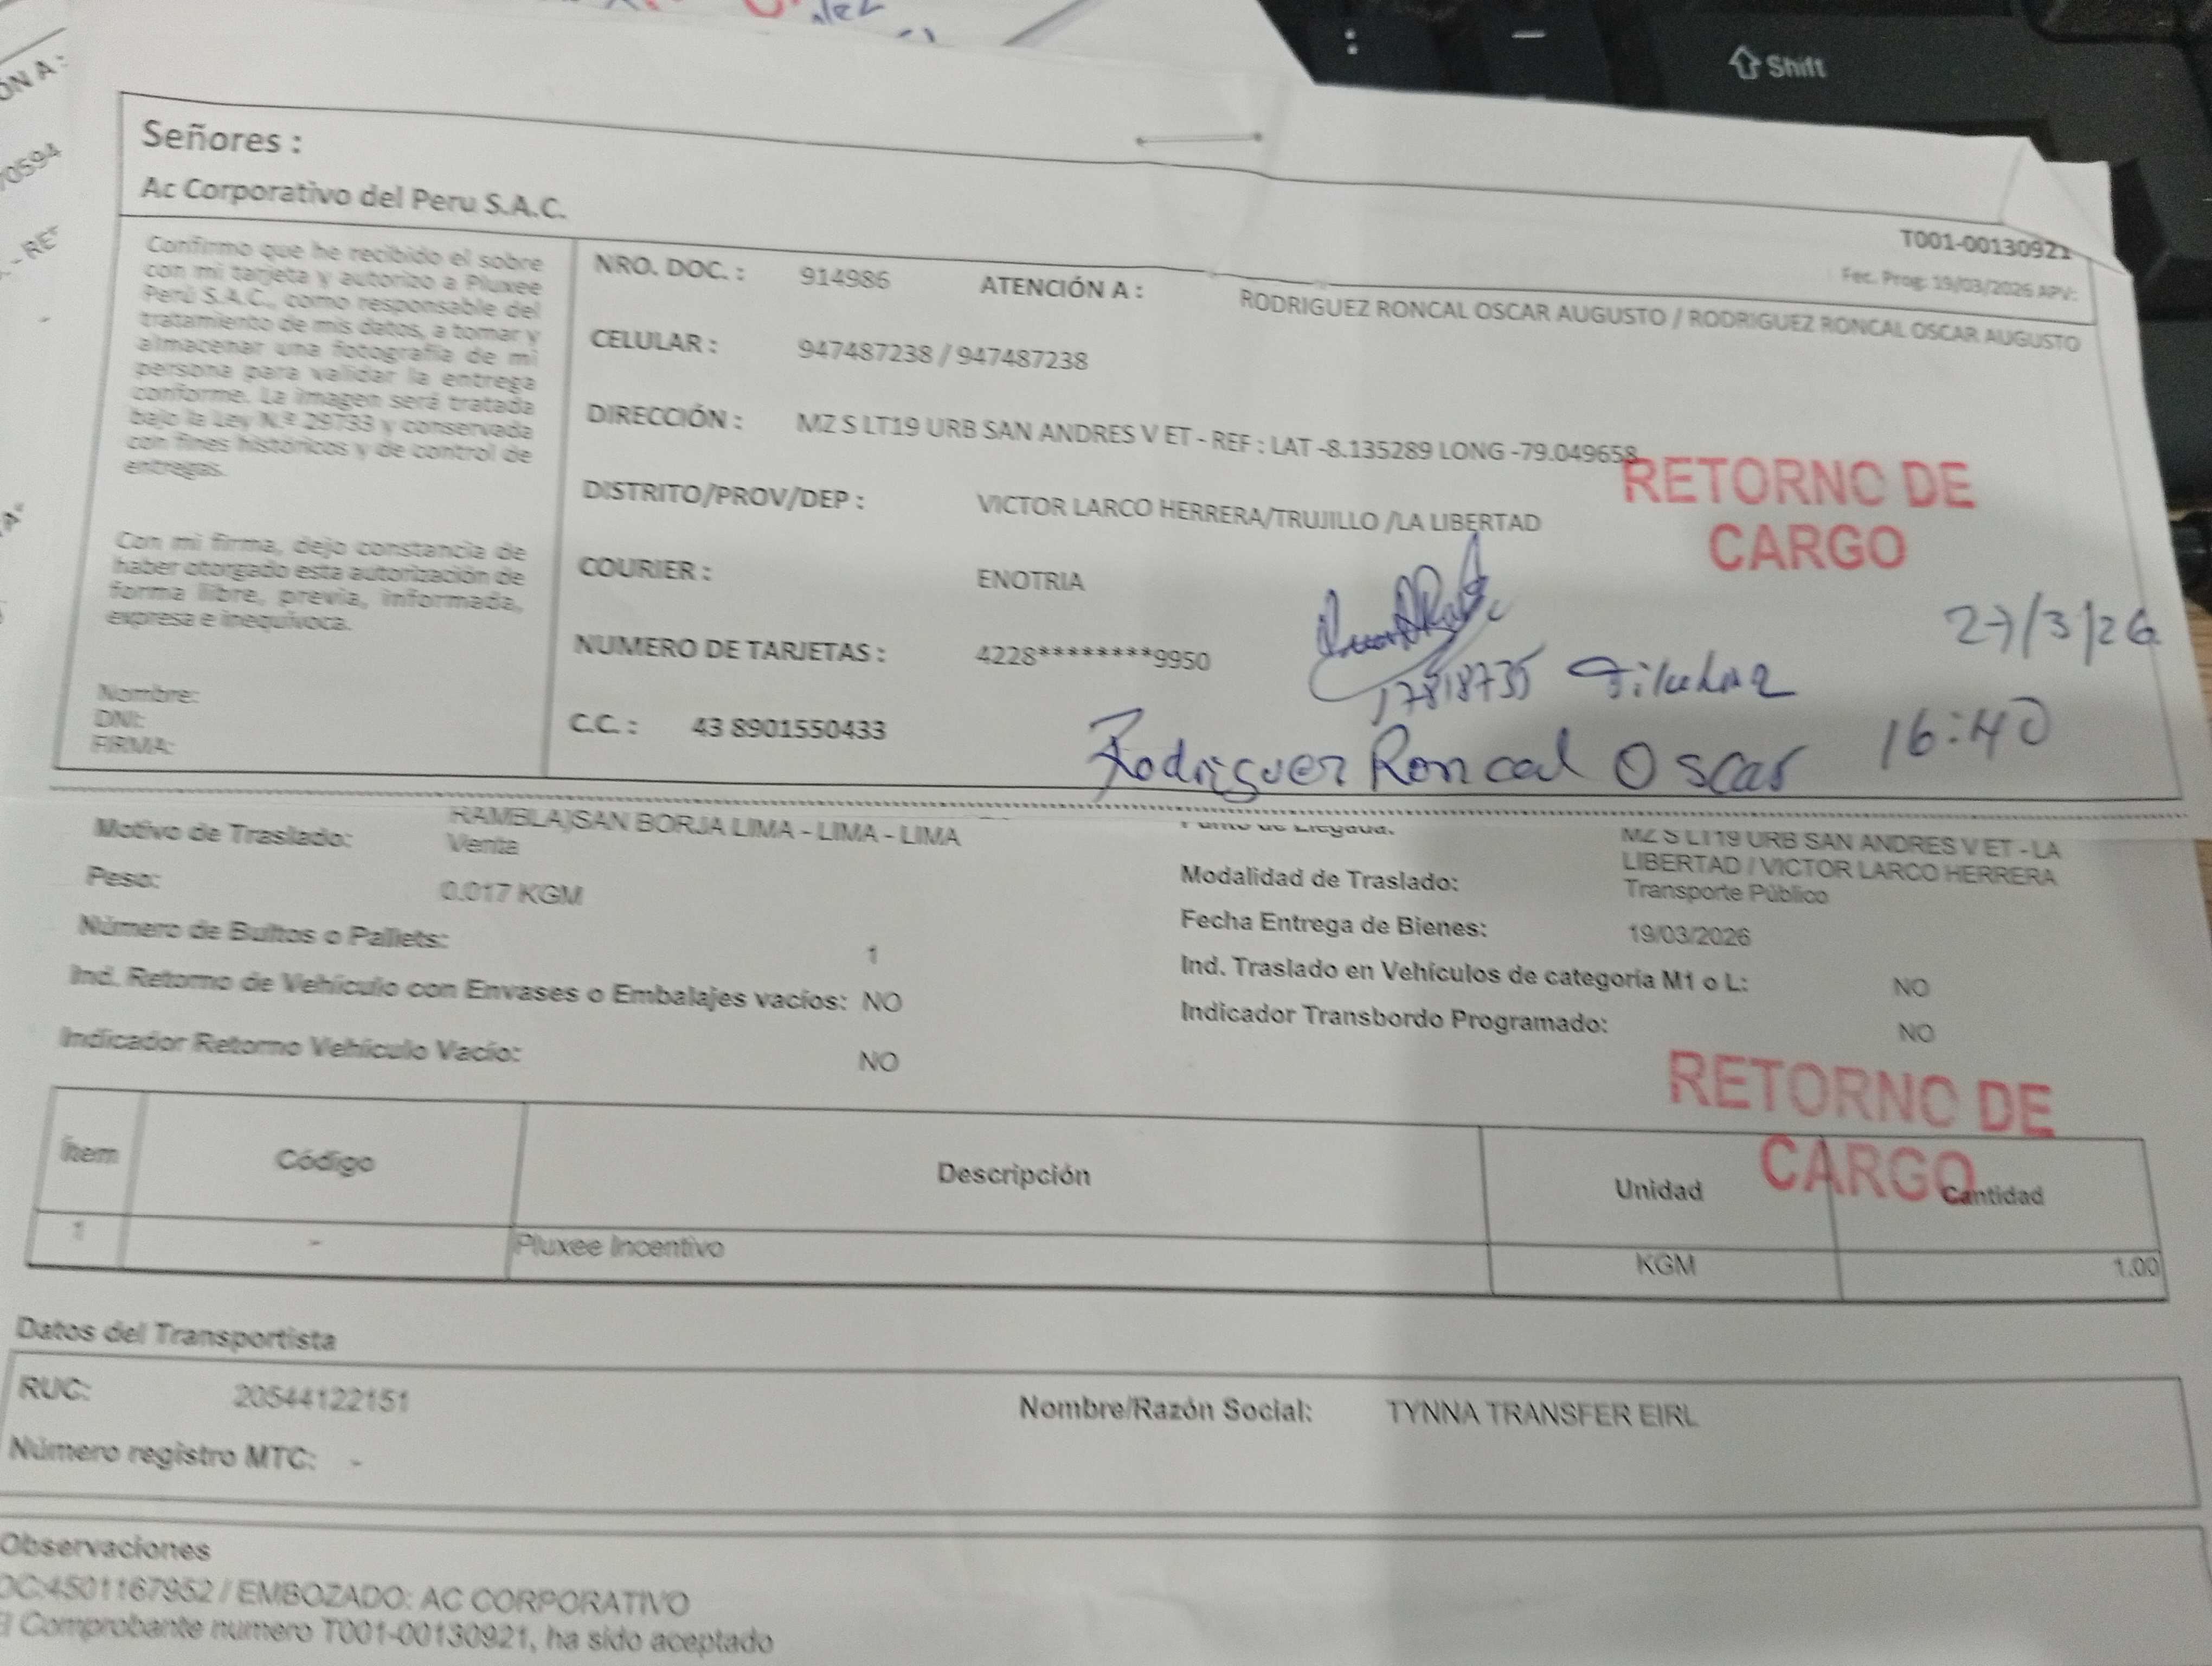 Shift
ÓN A :
70594
Señores :
Ac Corporativo del Peru S.A.C.
T001-00130921
Fec. Prog: 19/03/2026 APV:
Confirmo que he recibido el sobre
con mi tarjeta y autorizo a Pluxee
Perú S.A.C., como responsable del
tratamiento de mis datos, a tomar y
almacenar una fotografía de mi
persona para validar la entrega
conforme. La imagen será tratada
bajo la Ley N.º 29733 y conservada
con fines históricos y de control de
entregas.
Con mi firma, dejo constancia de
haber otorgado esta autorización de
forma libre, previa, informada,
expresa e inequívoca.
Nombre:
DNI:
FIRMA:
NRO. DOC. : 914986 ATENCIÓN A : RODRIGUEZ RONCAL OSCAR AUGUSTO / RODRIGUEZ RONCAL OSCAR AUGUSTO
CELULAR : 947487238 / 947487238
DIRECCIÓN : MZ S LT19 URB SAN ANDRES V ET - REF : LAT -8.135289 LONG -79.049658
DISTRITO/PROV/DEP : VICTOR LARCO HERRERA/TRUJILLO /LA LIBERTAD
RETORNO DE
CARGO
COURIER : ENOTRIA
27/3/26
NUMERO DE TARJETAS : 4228********9950
17818735
C.C. : 43 8901550433
Rodriguez Roncal Oscar 16:40
RAMBLA)SAN BORJA LIMA - LIMA - LIMA
Motivo de Traslado: Venta
Peso: 0.017 KGM
Número de Bultos o Pallets: 1
Ind. Retorno de Vehículo con Envases o Embalajes vacíos: NO
Indicador Retorno Vehículo Vacío: NO
Punto de Llegada: MZ S LT19 URB SAN ANDRES V ET - LA
LIBERTAD / VICTOR LARCO HERRERA
Modalidad de Traslado: Transporte Público
Fecha Entrega de Bienes: 19/03/2026
Ind. Traslado en Vehículos de categoría M1 o L: NO
Indicador Transbordo Programado: NO
RETORNO DE
CARGO
Ítem Código Descripción Unidad Cantidad
1 - Pluxee Incentivo KGM 1.00
Datos del Transportista
RUC: 20544122151 Nombre/Razón Social: TYNNA TRANSFER EIRL
Número registro MTC: -
Observaciones
OC:4501167952 / EMBOZADO: AC CORPORATIVO
El Comprobante numero T001-00130921, ha sido aceptado